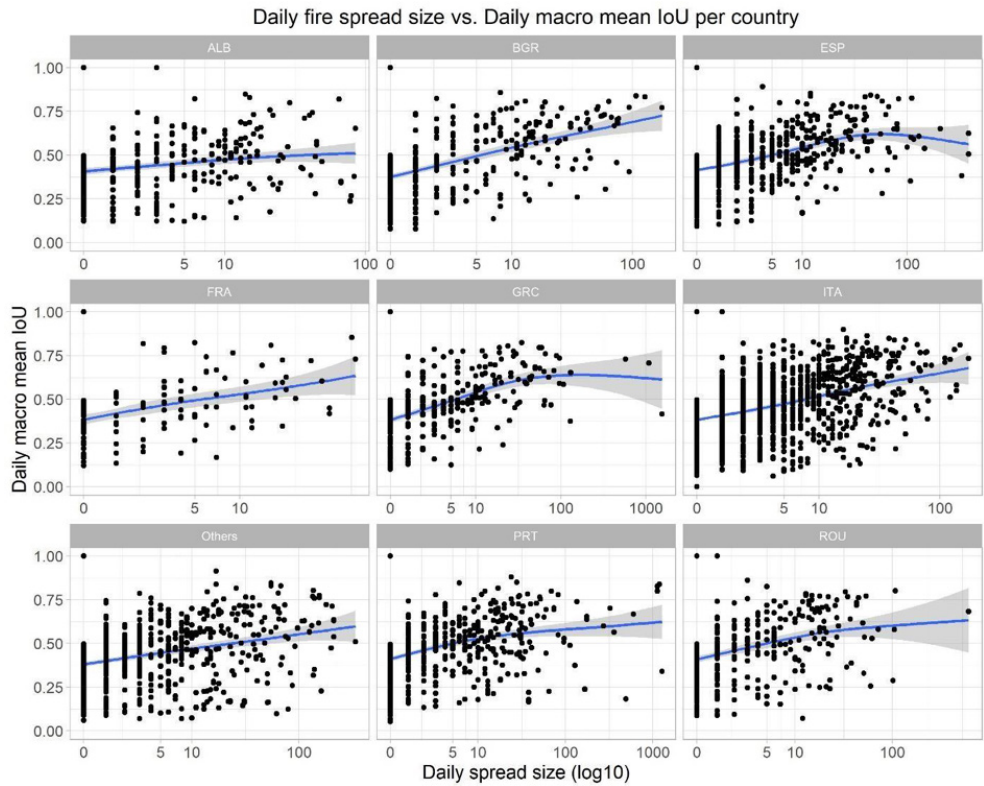 Daily fire spread size vs. Daily macro mean IoU per country
ALB BGR ESP
1.00
0.75
0.50
0.25
0.00
0 5 10 100 0 5 10 100 0 5 10 100
FRA GRC ITA
1.00
0.75
0.50
0.25
0.00
0 5 10 0 5 10 100 1000 0 5 10 100
Others PRT ROU
1.00
0.75
0.50
0.25
0.00
0 5 10 100 0 5 10 100 1000 0 5 10 100
Daily macro mean IoU
Daily spread size (log10)